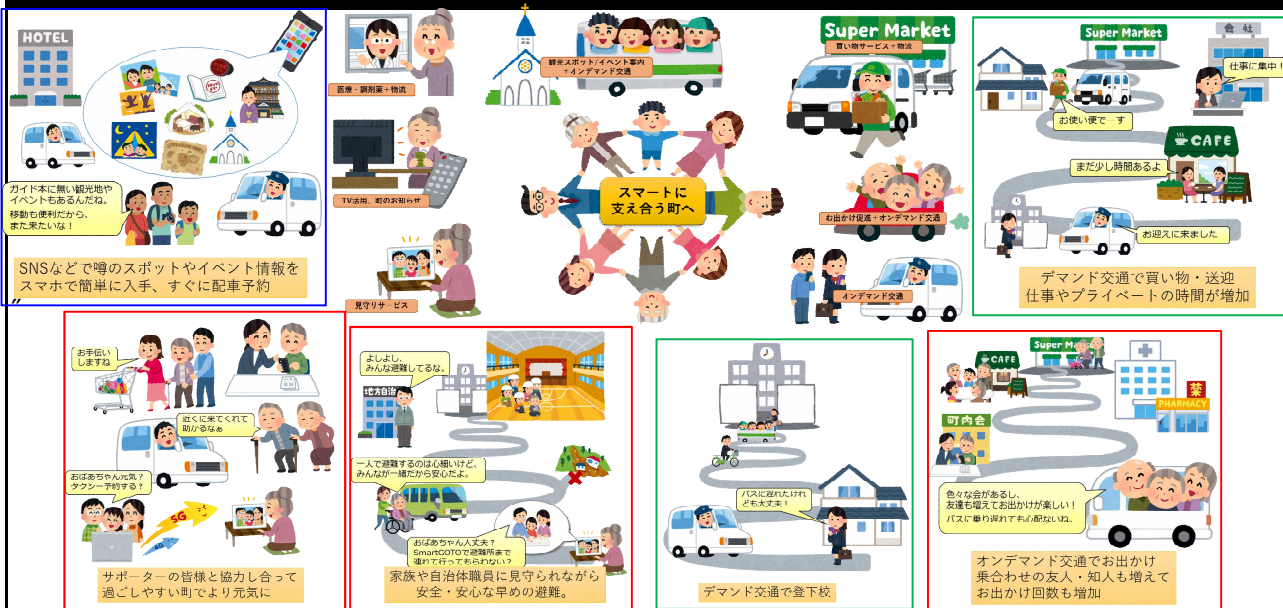 HOTEL
ガイド本に無い観光地や
イベントもあるんだね。
移動も便利だから、
また来たいな！
SNSなどで噂のスポットやイベント情報を
スマホで簡単に入手、すぐに配車予約
医療・調剤薬＋物流
TV活用、町のお知らせ
見守りサービス
観光スポット/イベント案内
＋オンデマンド交通
スマートに
支え合う町へ
Super Market
買い物サービス＋物流
お出かけ促進＋オンデマンド交通
オンデマンド交通
Super Market
会社
仕事に集中！
お使い便でーす
CAFE
まだ少し時間あるよ
お迎えに来ました
デマンド交通で買い物・送迎
仕事やプライベートの時間が増加
お手伝い
しますね
近くに来てくれて
助かるなぁ
おばあちゃん元気？
タクシー予約する？
5G
5G
サポーターの皆様と協力し合って
過ごしやすい町でより元気に
よしよし、
みんな避難してるな。
地方自治
一人で避難するのは心細いけど、
みんなが一緒だから安心だよ。
おばあちゃん大丈夫？
SmartGOTOで避難所まで
連れて行ってもらわない？
家族や自治体職員に見守られながら
安全・安心な早めの避難。
バスに遅れたけれ
ども大丈夫！
デマンド交通で登下校
CAFE
Super Market
薬
PHARMACY
町内会
色々な会があるし、
友達も増えてお出かけが楽しい！
バスに乗り遅れても心配ないね。
オンデマンド交通でお出かけ
乗合わせの友人・知人も増えて
お出かけ回数も増加